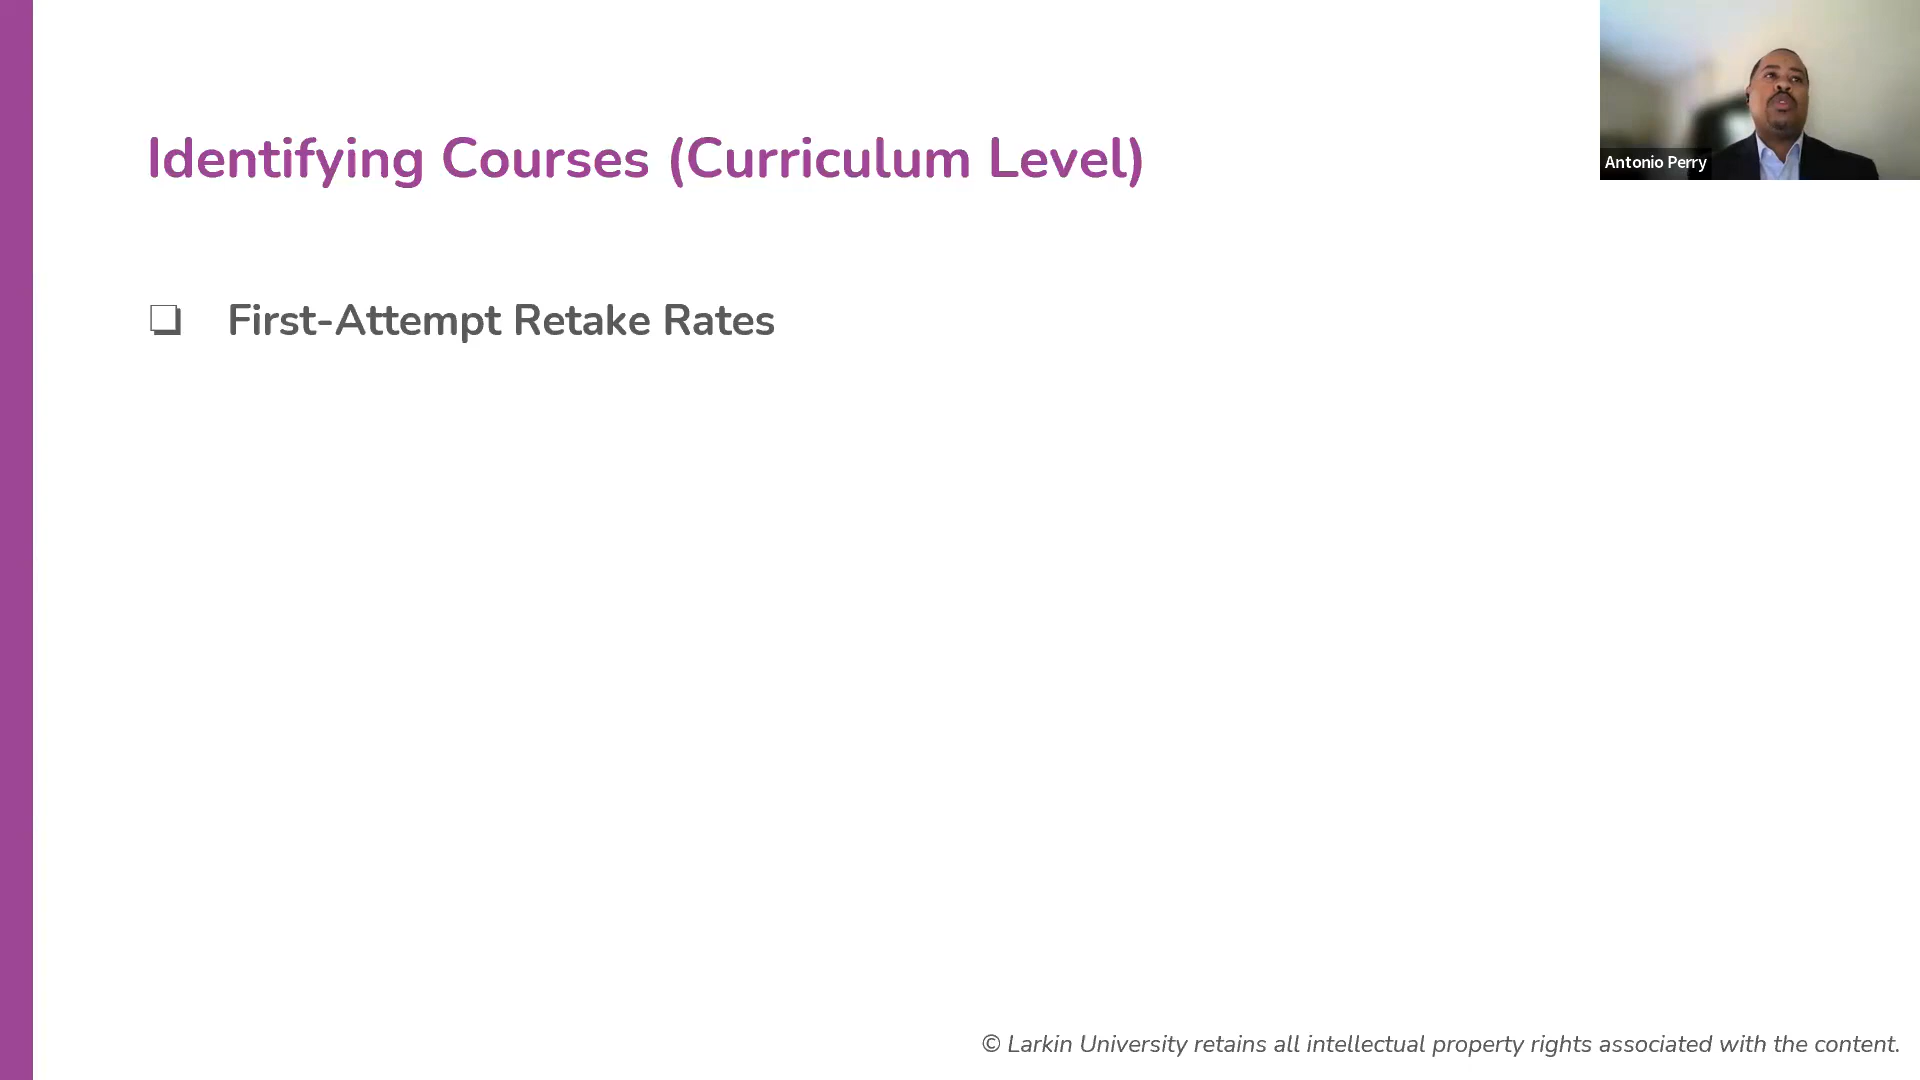 Identifying Courses (Curriculum Level)
Antonio Perry
❏ First-Attempt Retake Rates
© Larkin University retains all intellectual property rights associated with the content.